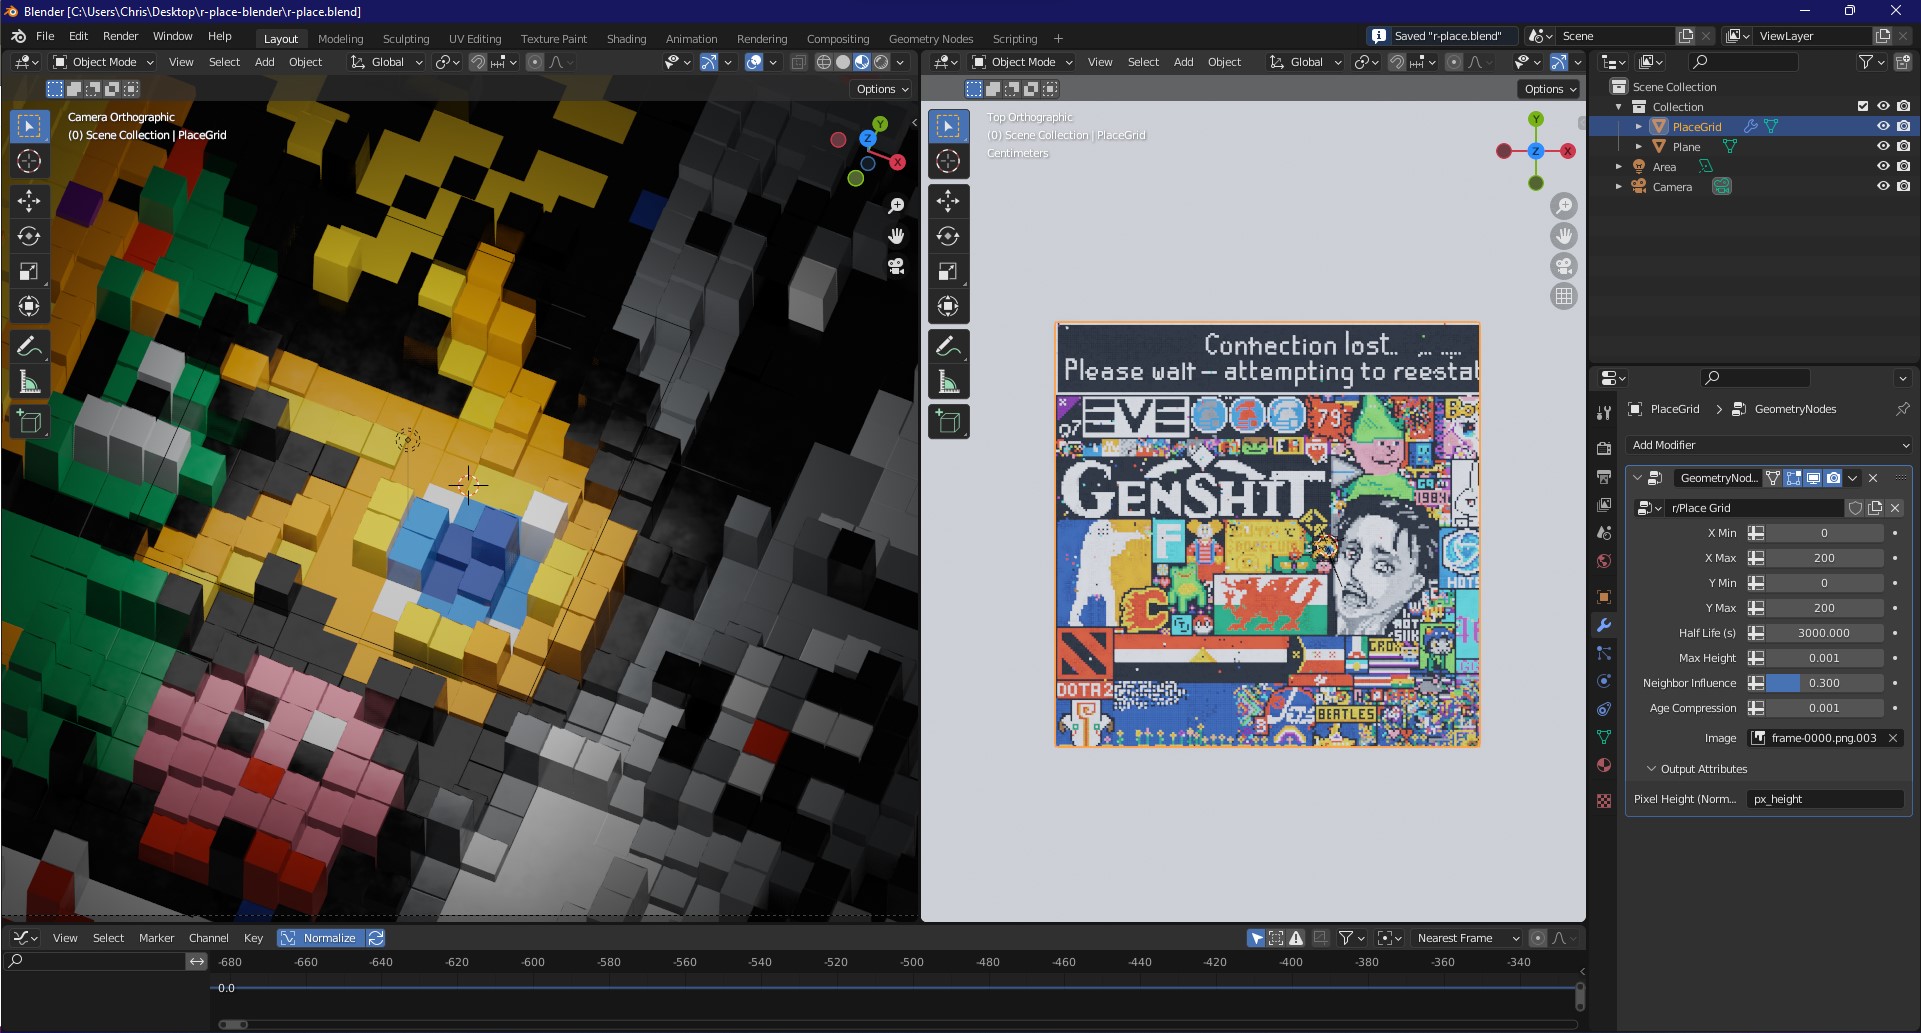 Blender [C:\Users\Chris\Desktop\r-place-blender\r-place.blend]
File Edit Render Window Help Layout Modeling Sculpting UV Editing Texture Paint Shading Animation Rendering Compositing Geometry Nodes Scripting +
Saved "r-place.blend"
Scene
ViewLayer
Object Mode View Select Add Object Global
Options
Camera Orthographic
(0) Scene Collection | PlaceGrid
Z
Y
X
Object Mode View Select Add Object Global
Options
Top Orthographic
(0) Scene Collection | PlaceGrid
Centimeters
Y
Z
X
Connection lost..
Please wait — attempting to reestab
EVE
79
07
GENSHIT
1984
F
C
HOTS
DOTA 2
BEATLES
Scene Collection
Collection
PlaceGrid
Plane
Area
Camera
PlaceGrid > GeometryNodes
Add Modifier
GeometryNod...
r/Place Grid
X Min 0
X Max 200
Y Min 0
Y Max 200
Half Life (s) 3000.000
Max Height 0.001
Neighbor Influence 0.300
Age Compression 0.001
Image frame-0000.png.003
Output Attributes
Pixel Height (Norm... px_height
View Select Marker Channel Key Normalize
Nearest Frame
-680 -660 -640 -620 -600 -580 -560 -540 -520 -500 -480 -460 -440 -420 -400 -380 -360 -340
0.0